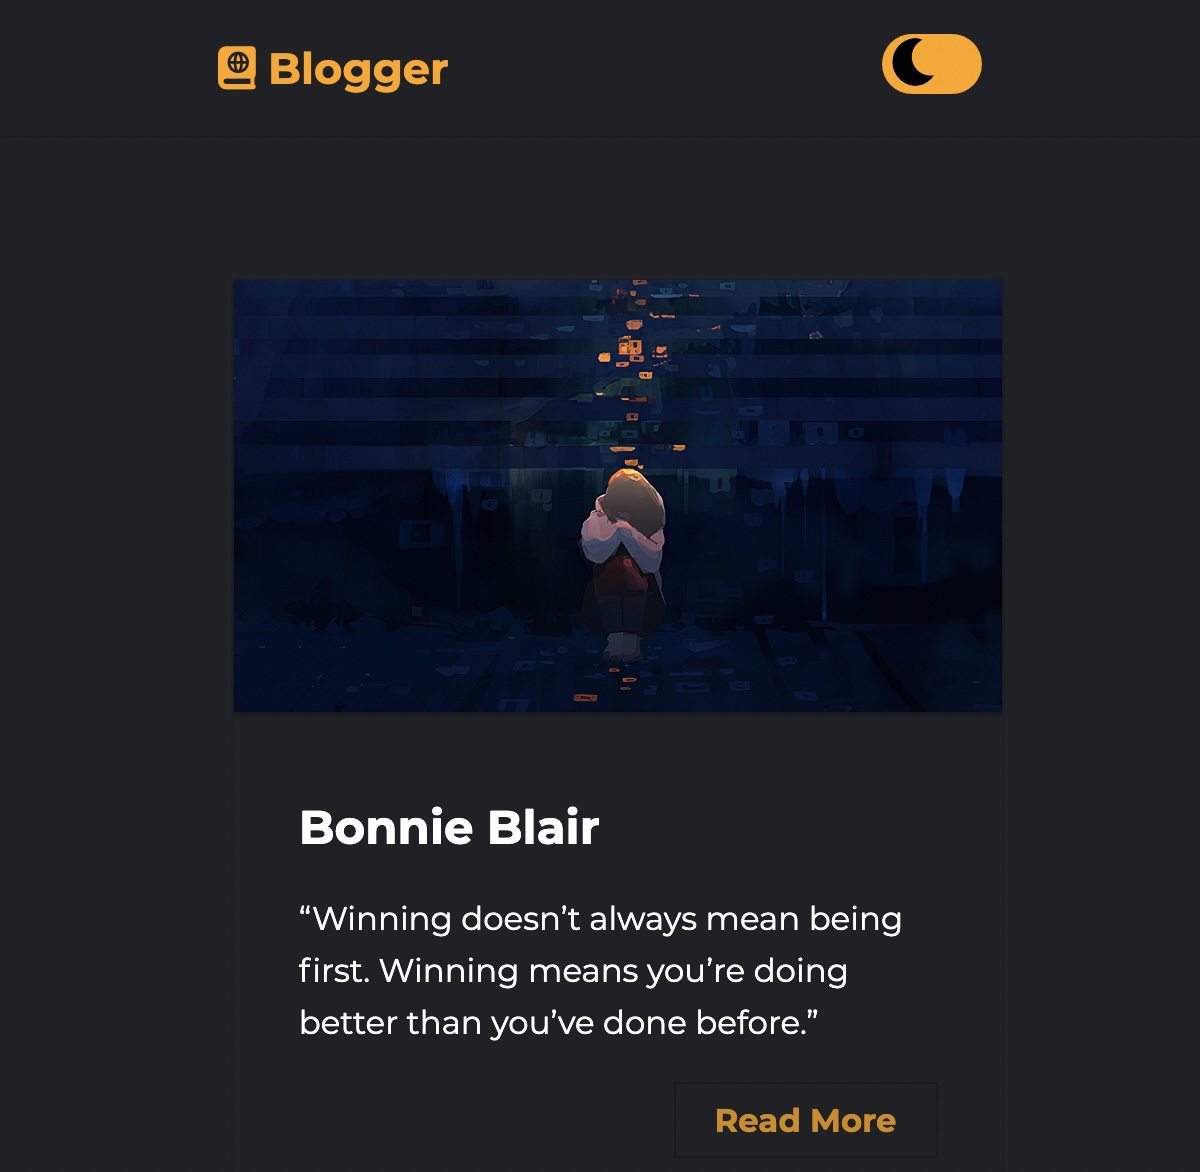 Blogger
Bonnie Blair
“Winning doesn’t always mean being
first. Winning means you’re doing
better than you’ve done before.”
Read More